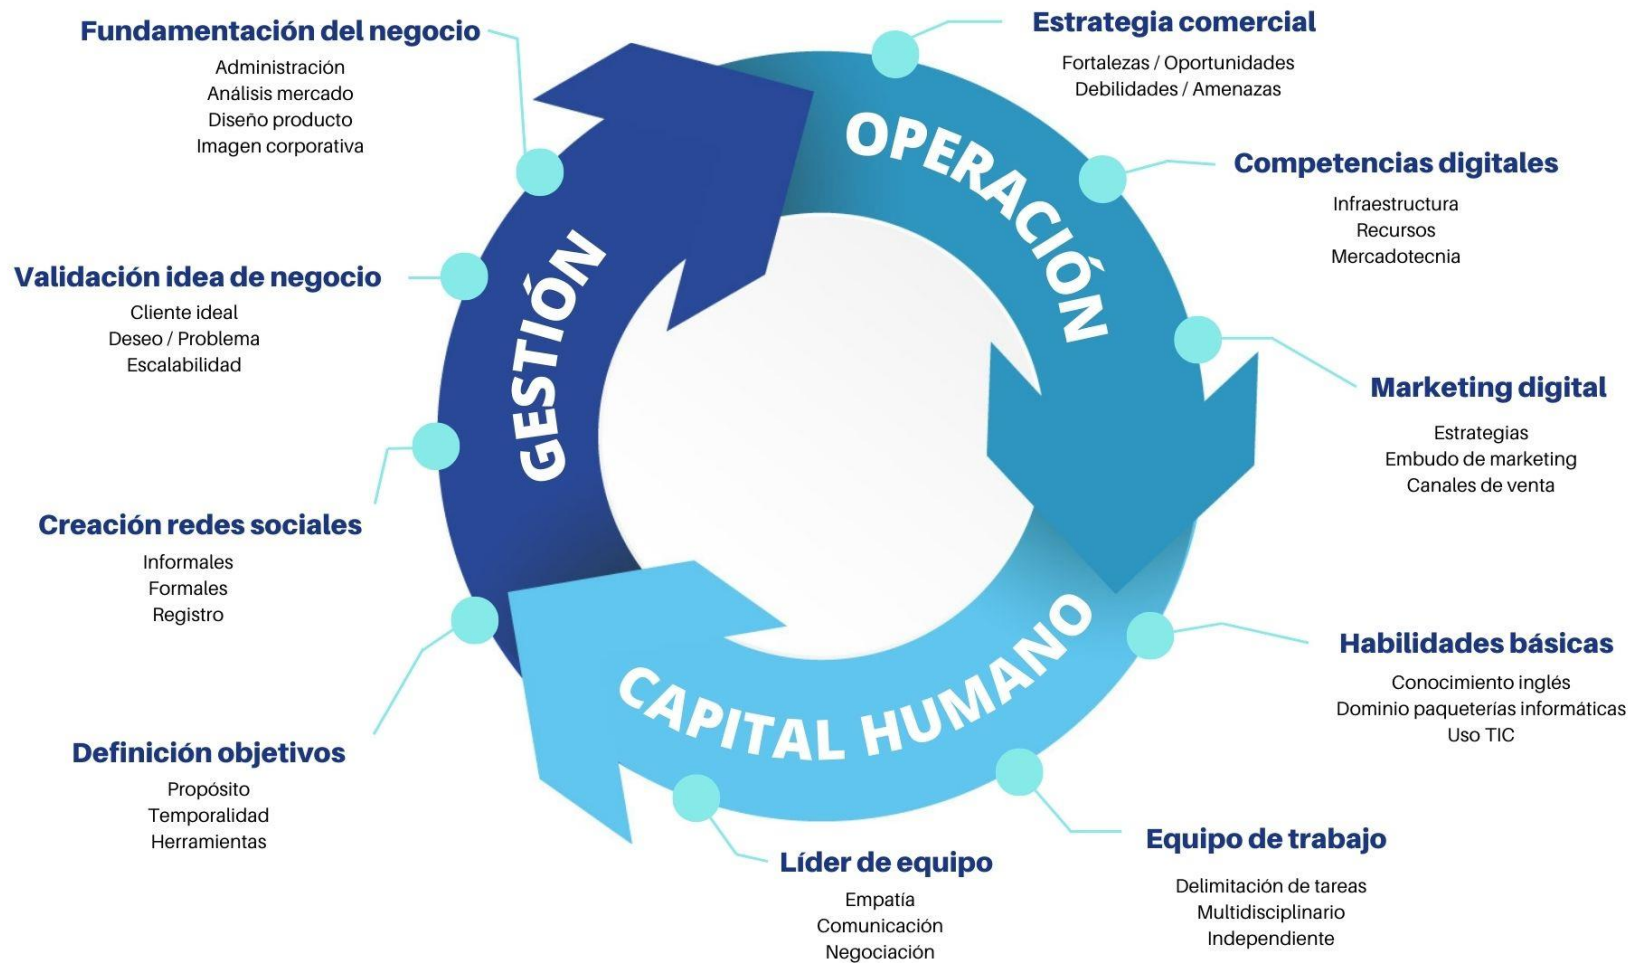 Fundamentación del negocio
Administración
Análisis mercado
Diseño producto
Imagen corporativa
Validación idea de negocio
Cliente ideal
Deseo / Problema
Escalabilidad
Creación redes sociales
Informales
Formales
Registro
Definición objetivos
Propósito
Temporalidad
Herramientas
GESTIÓN
OPERACIÓN
CAPITAL HUMANO
Estrategia comercial
Fortalezas / Oportunidades
Debilidades / Amenazas
Competencias digitales
Infraestructura
Recursos
Mercadotecnia
Marketing digital
Estrategias
Embudo de marketing
Canales de venta
Habilidades básicas
Conocimiento inglés
Dominio paqueterías informáticas
Uso TIC
Equipo de trabajo
Delimitación de tareas
Multidisciplinario
Independiente
Líder de equipo
Empatía
Comunicación
Negociación